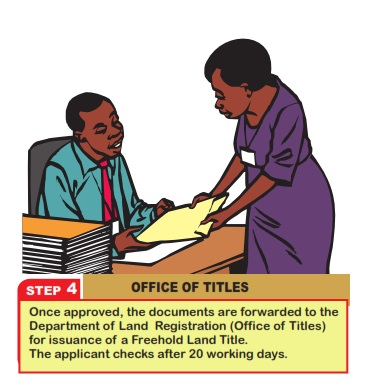 STEP 4
OFFICE OF TITLES
Once approved, the documents are forwarded to the
Department of Land Registration (Office of Titles)
for issuance of a Freehold Land Title.
The applicant checks after 20 working days.